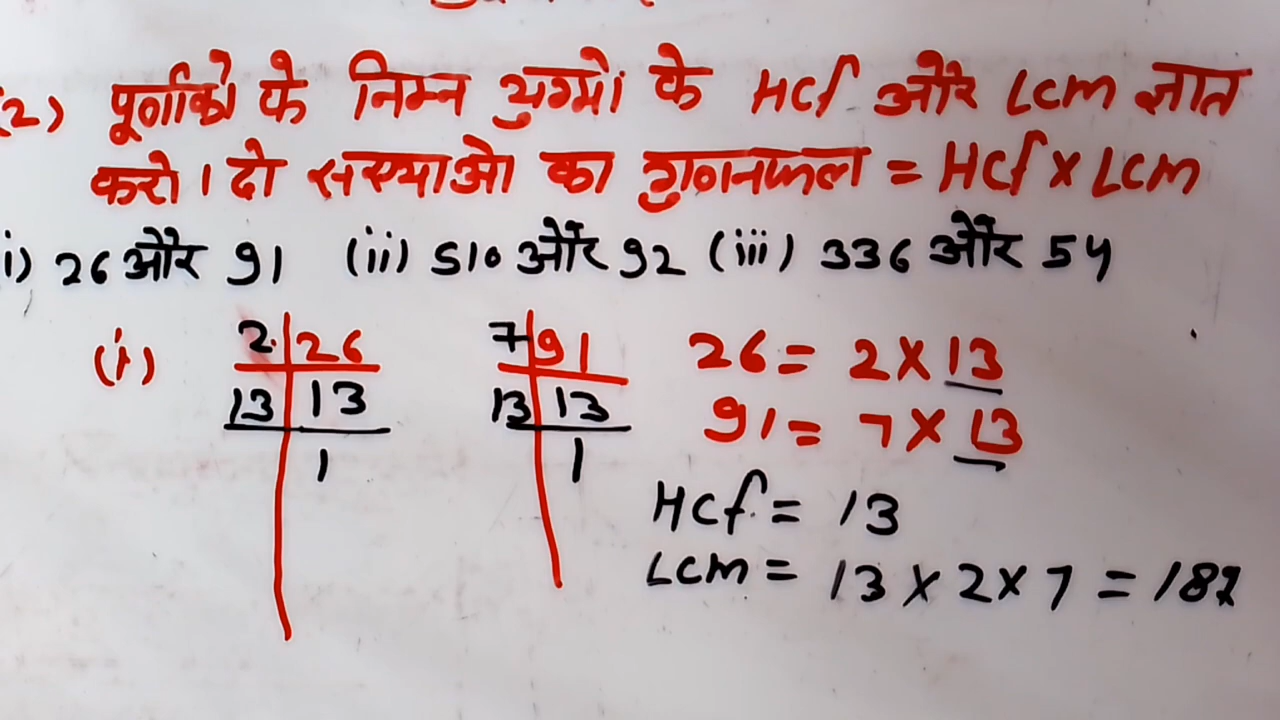 (2) पूर्णाकों के निम्न युग्मों के HCf और LCM ज्ञात
करो। दो सख्याओ का गुणनफल = HCf x LCM
i) 26 और 91 (ii) 510 और 92 (iii) 336 और 54
(i) 2 26 7 91 26 = 2 X 13
13 13 13 13 91 = 7 X 13
1 1
HCf = 13
LCM = 13 X 2 X 7 = 182